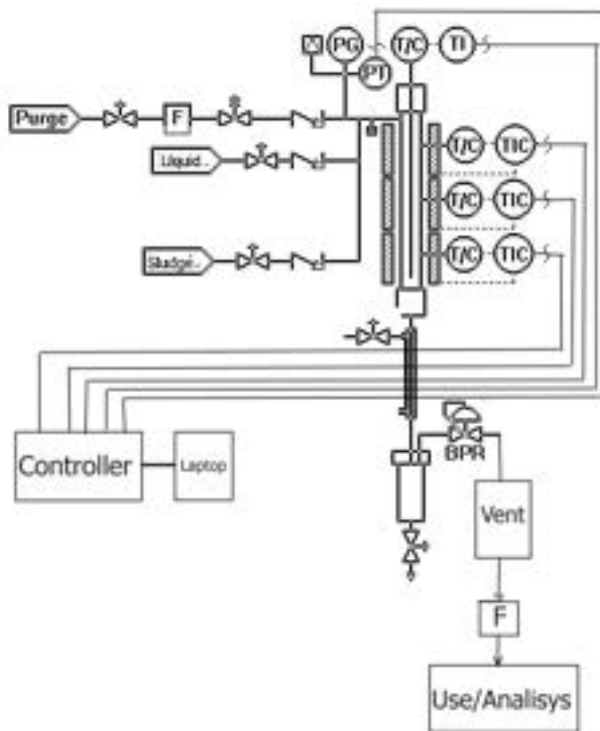 PG
T/C
TI
PT
Purge
F
Liquid..
T/C
TIC
T/C
TIC
Sludge..
T/C
TIC
Controller
Laptop
BPR
Vent
F
Use/Analisys